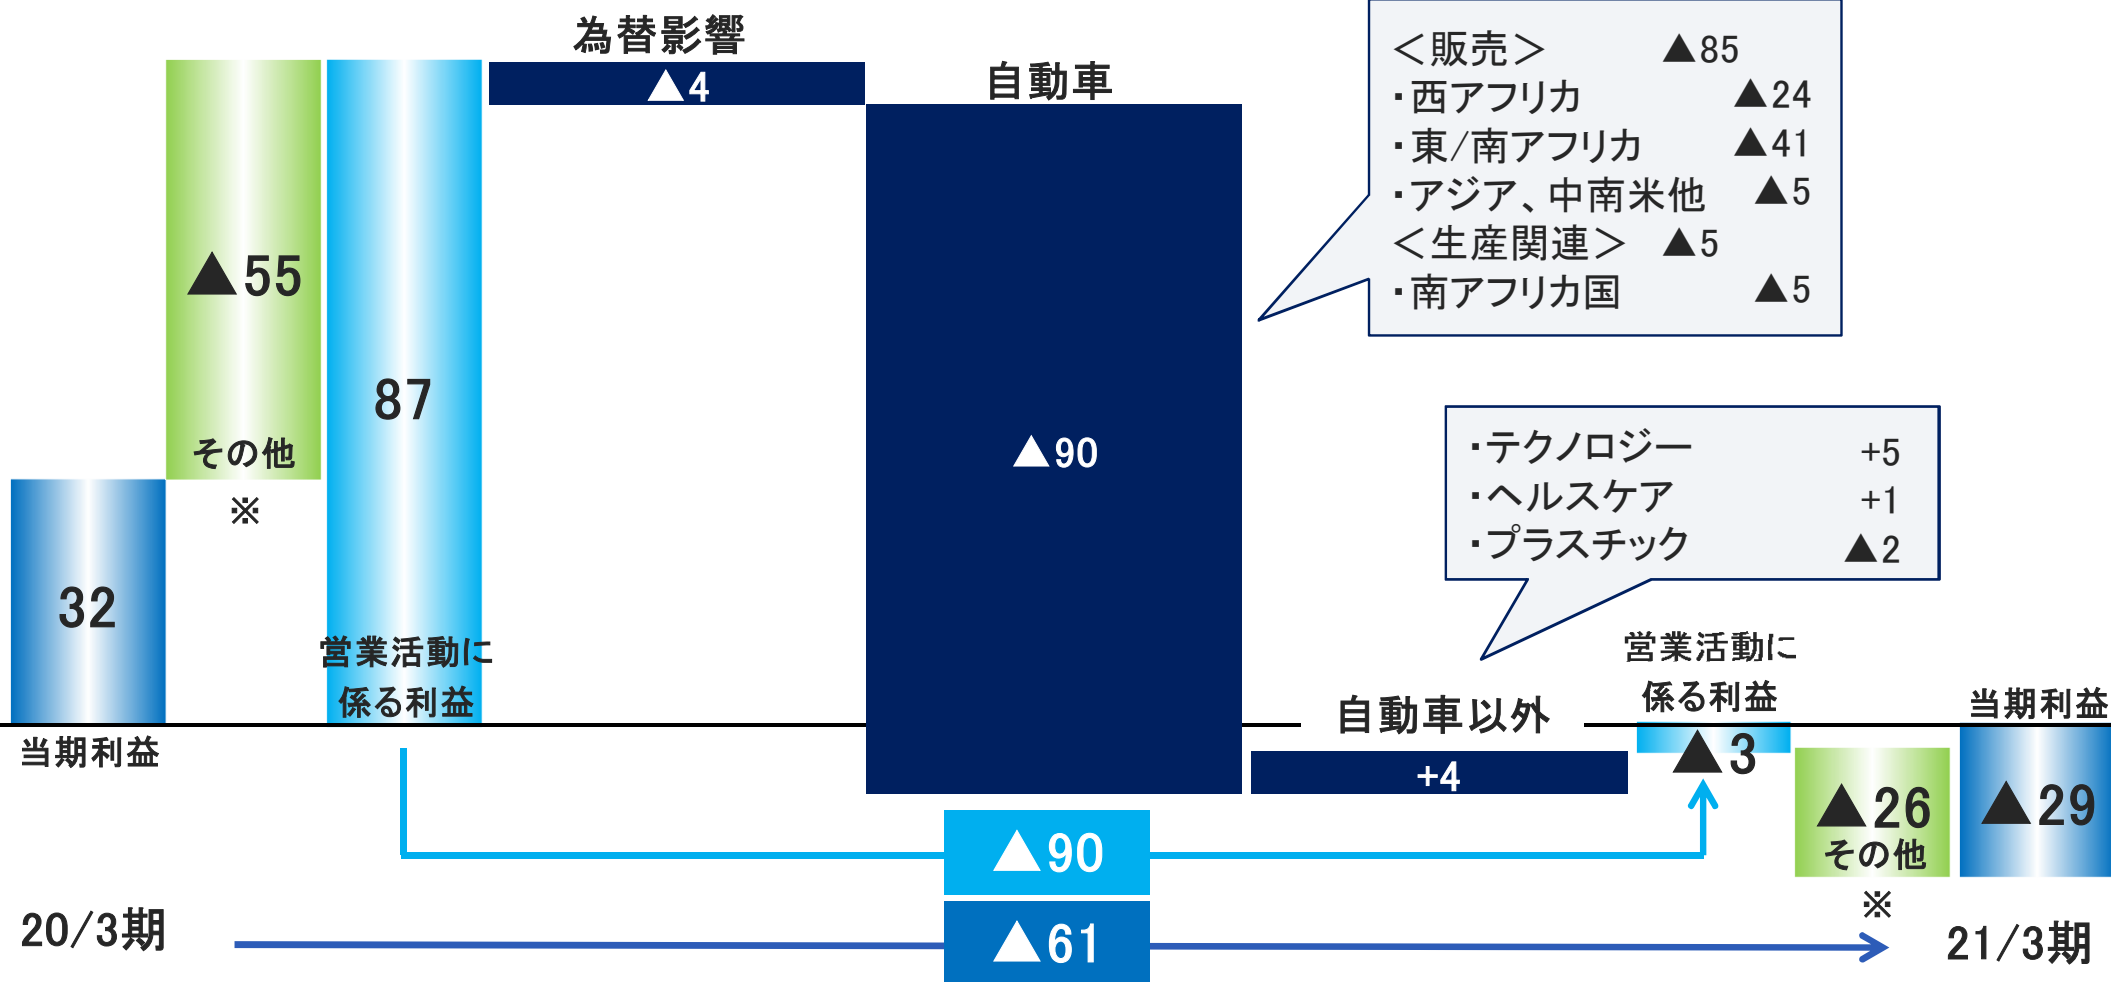 為替影響
▲4
自動車
▲90
＜販売＞ ▲85
・西アフリカ ▲24
・東/南アフリカ ▲41
・アジア、中南米他 ▲5
＜生産関連＞ ▲5
・南アフリカ国 ▲5
▲55
その他
※
87
営業活動に
係る利益
32
当期利益
・テクノロジー +5
・ヘルスケア +1
・プラスチック ▲2
自動車以外
+4
営業活動に
係る利益
▲3
▲26
その他
※
当期利益
▲29
▲90
▲61
20/3期
21/3期